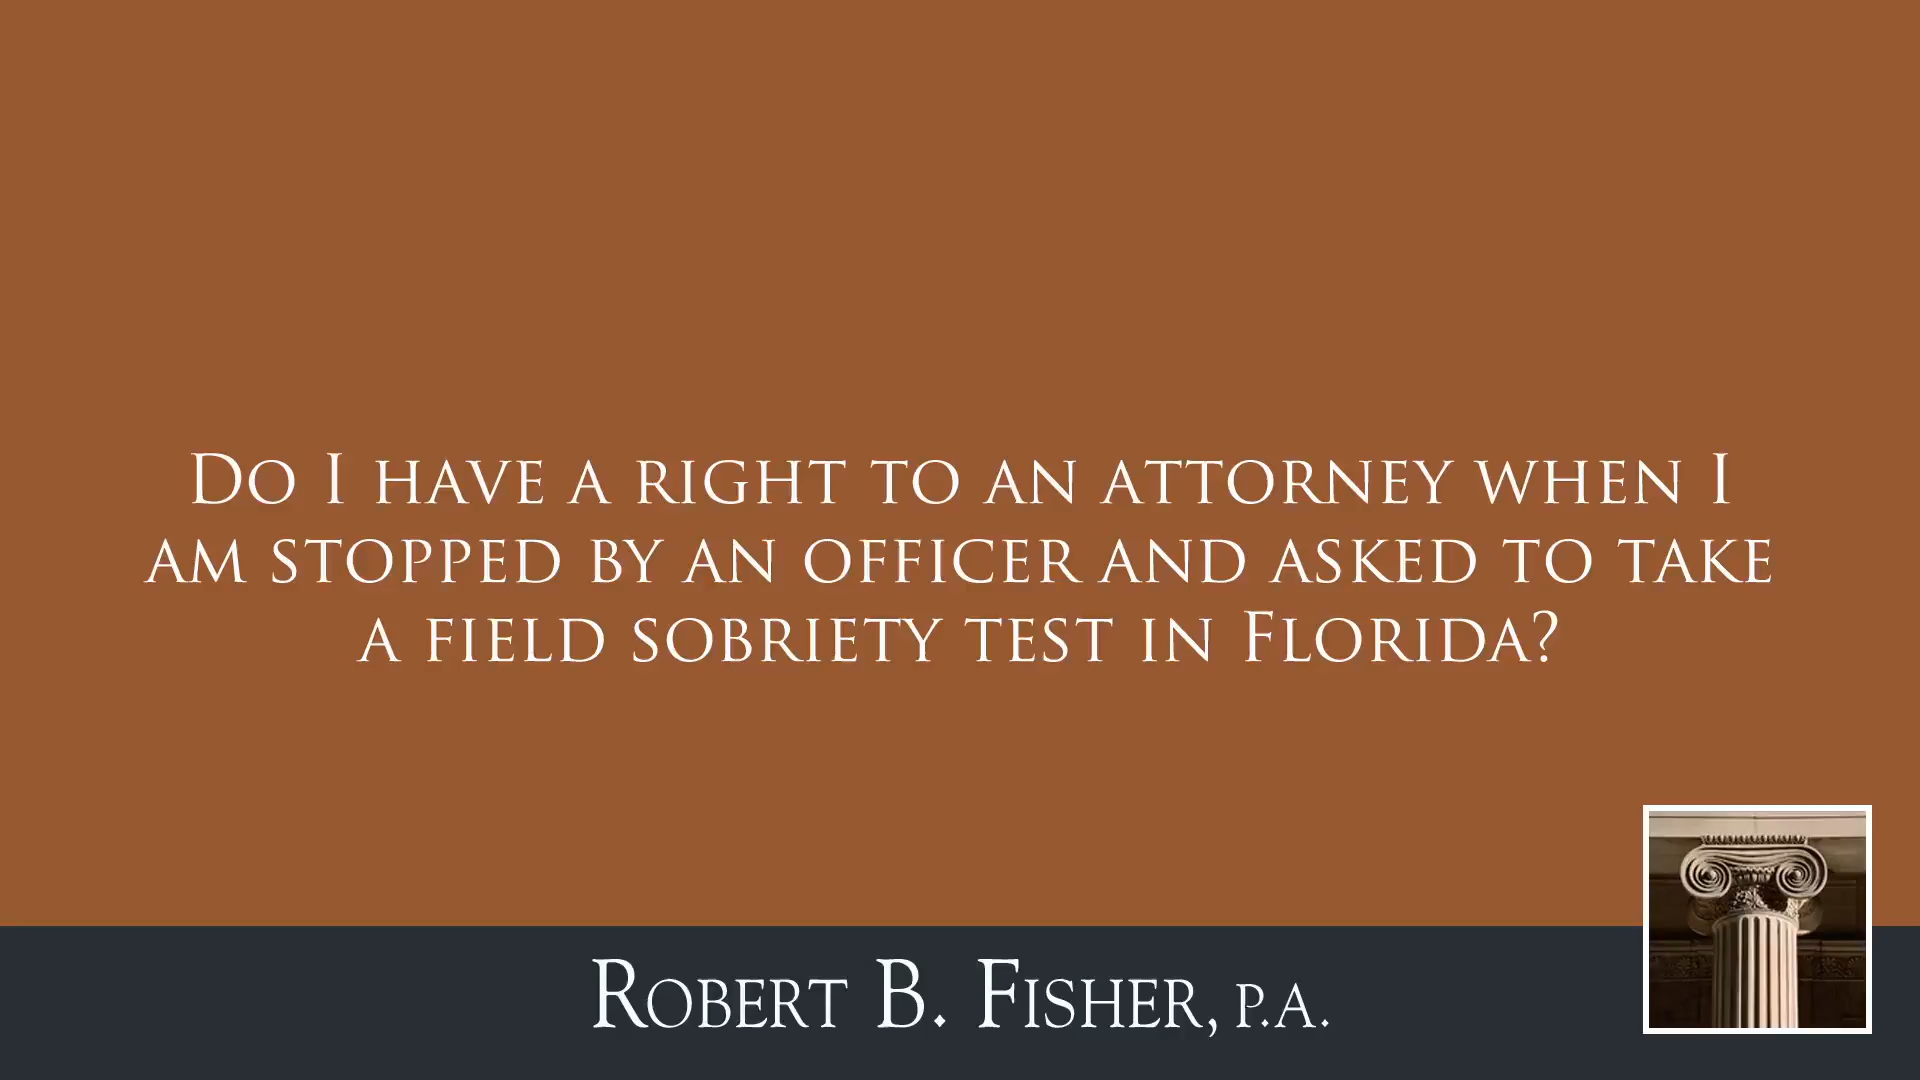 Do I have a right to an attorney when I
am stopped by an officer and asked to take
a field sobriety test in Florida?
Robert B. Fisher, P.A.